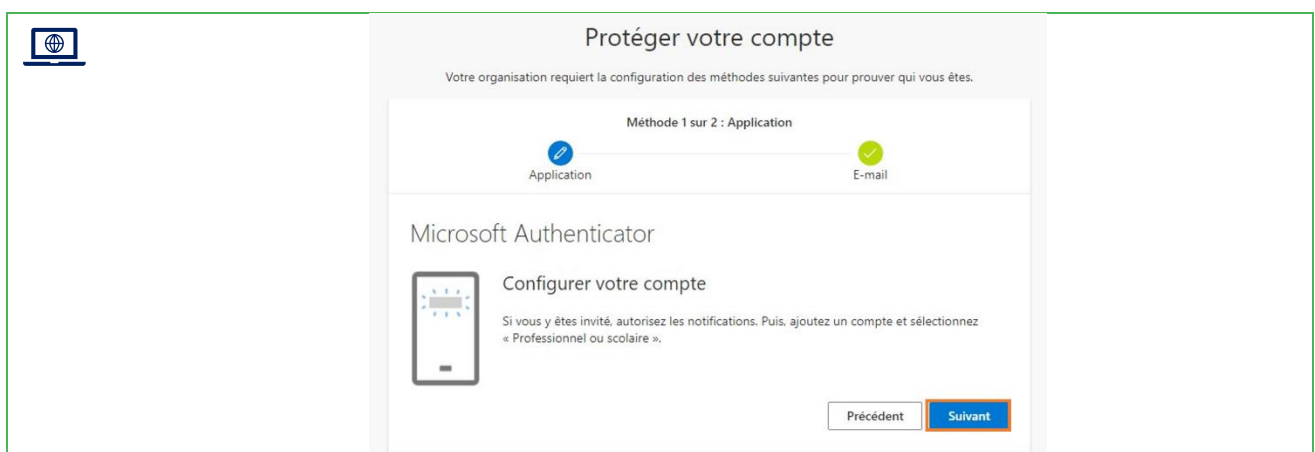 Protéger votre compte
Votre organisation requiert la configuration des méthodes suivantes pour prouver qui vous êtes.
Méthode 1 sur 2 : Application
Application
E-mail
Microsoft Authenticator
Configurer votre compte
Si vous y êtes invité, autorisez les notifications. Puis, ajoutez un compte et sélectionnez
« Professionnel ou scolaire ».
Précédent
Suivant